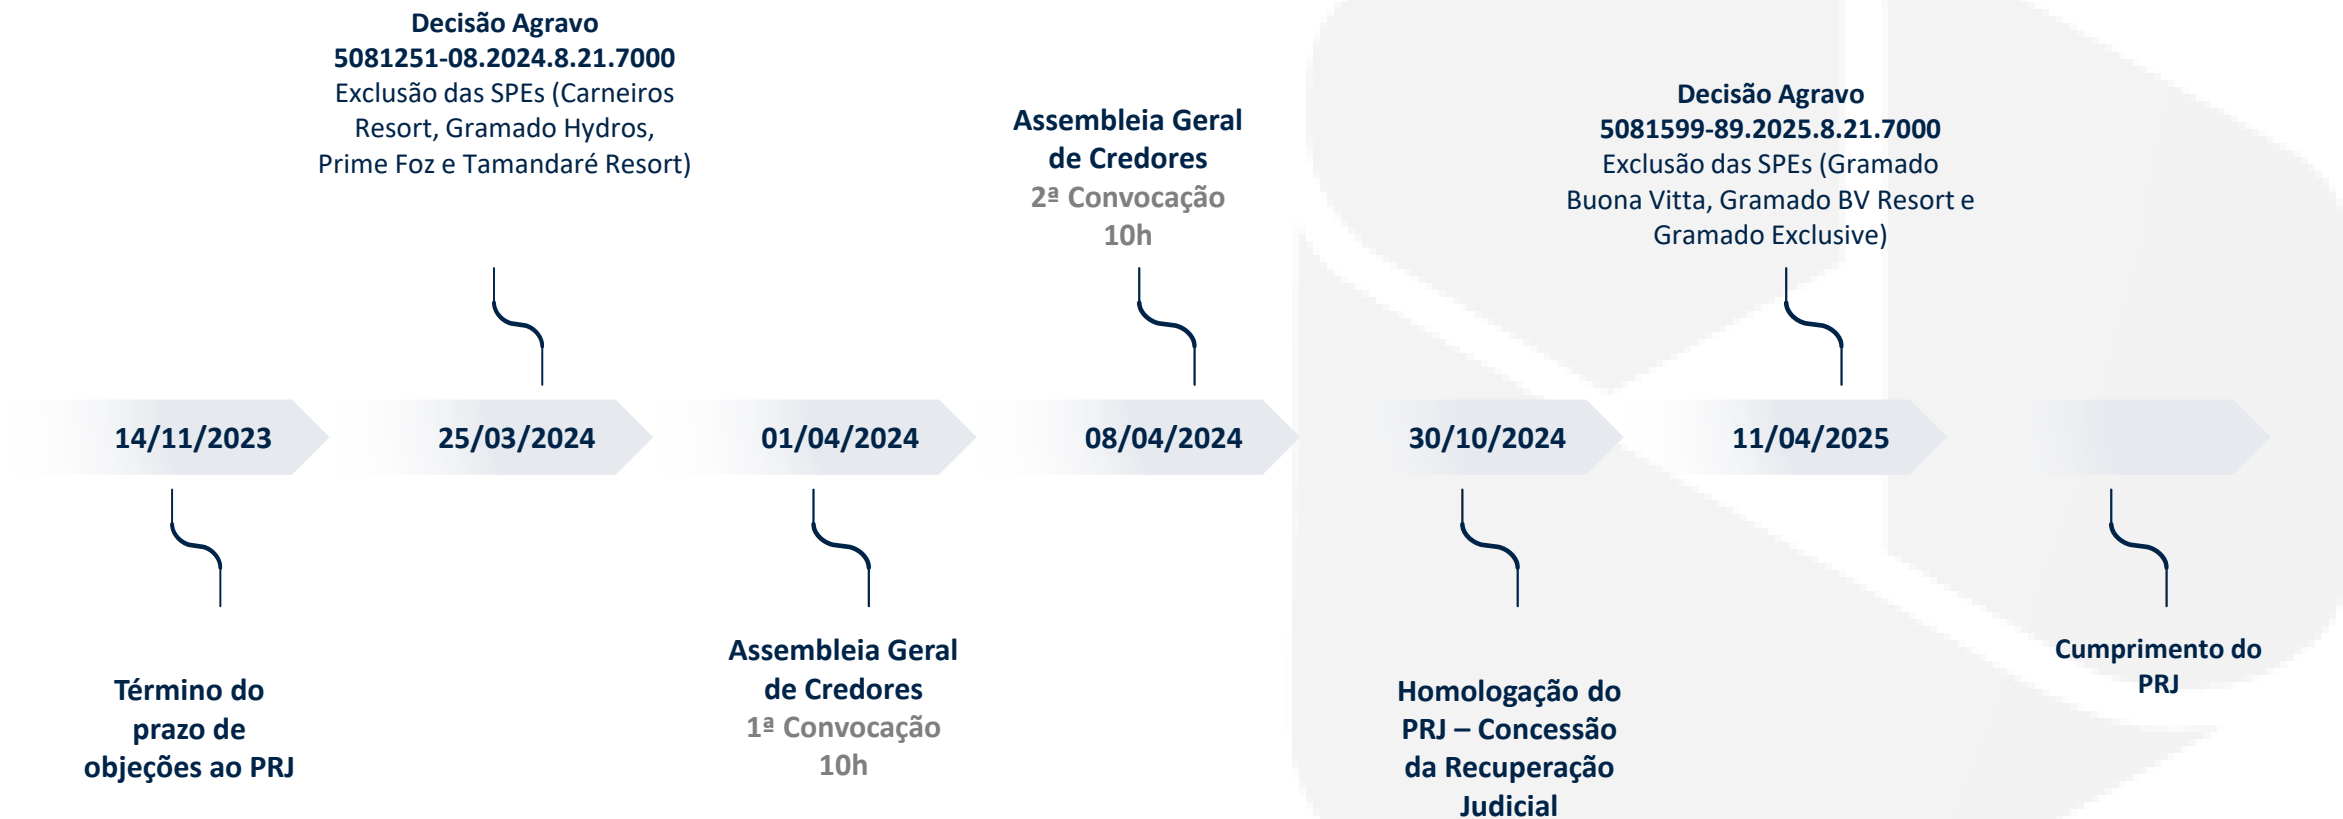 Decisão Agravo
5081251-08.2024.8.21.7000
Exclusão das SPEs (Carneiros
Resort, Gramado Hydros,
Prime Foz e Tamandaré Resort)
Assembleia Geral
de Credores
2ª Convocação
10h
Decisão Agravo
5081599-89.2025.8.21.7000
Exclusão das SPEs (Gramado
Buona Vitta, Gramado BV Resort e
Gramado Exclusive)
14/11/2023
25/03/2024
01/04/2024
08/04/2024
30/10/2024
11/04/2025
Término do
prazo de
objeções ao PRJ
Assembleia Geral
de Credores
1ª Convocação
10h
Homologação do
PRJ – Concessão
da Recuperação
Judicial
Cumprimento do
PRJ